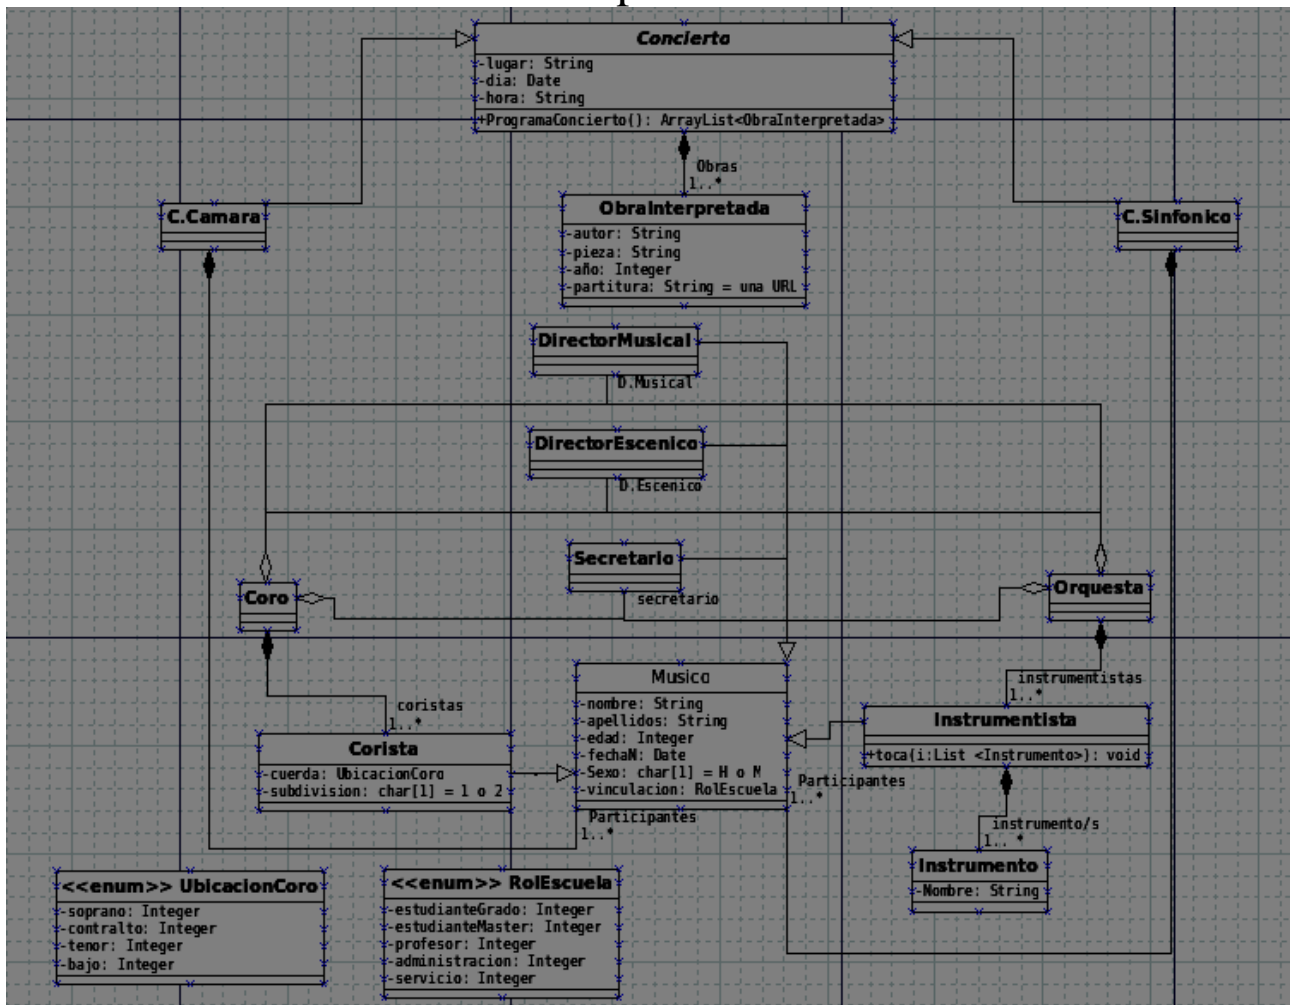 Concierto
-lugar: String
-dia: Date
-hora: String
+ProgramaConcierto(): ArrayList<ObraInterpretada>
Obras
1..*
C.Camara
ObraInterpretada
-autor: String
-pieza: String
-año: Integer
-partitura: String = una URL
C.Sinfonico
DirectorMusical
D.Musical
DirectorEscenico
D.Escenico
Secretario
secretario
Coro
Orquesta
coristas
1..*
Corista
-cuerda: UbicacionCoro
-subdivision: char[1] = 1 o 2
Musico
-nombre: String
-apellidos: String
-edad: Integer
-fechaN: Date
-Sexo: char[1] = H o M
-vinculacion: RolEscuela
Participantes
1..*
Participantes
1..*
instrumentistas
1..*
Instrumentista
+toca(i:List <Instrumento>): void
instrumento/s
1..*
Instrumento
-Nombre: String
<<enum>> UbicacionCoro
-soprano: Integer
-contralto: Integer
-tenor: Integer
-bajo: Integer
<<enum>> RolEscuela
-estudianteGrado: Integer
-estudianteMaster: Integer
-profesor: Integer
-administracion: Integer
-servicio: Integer